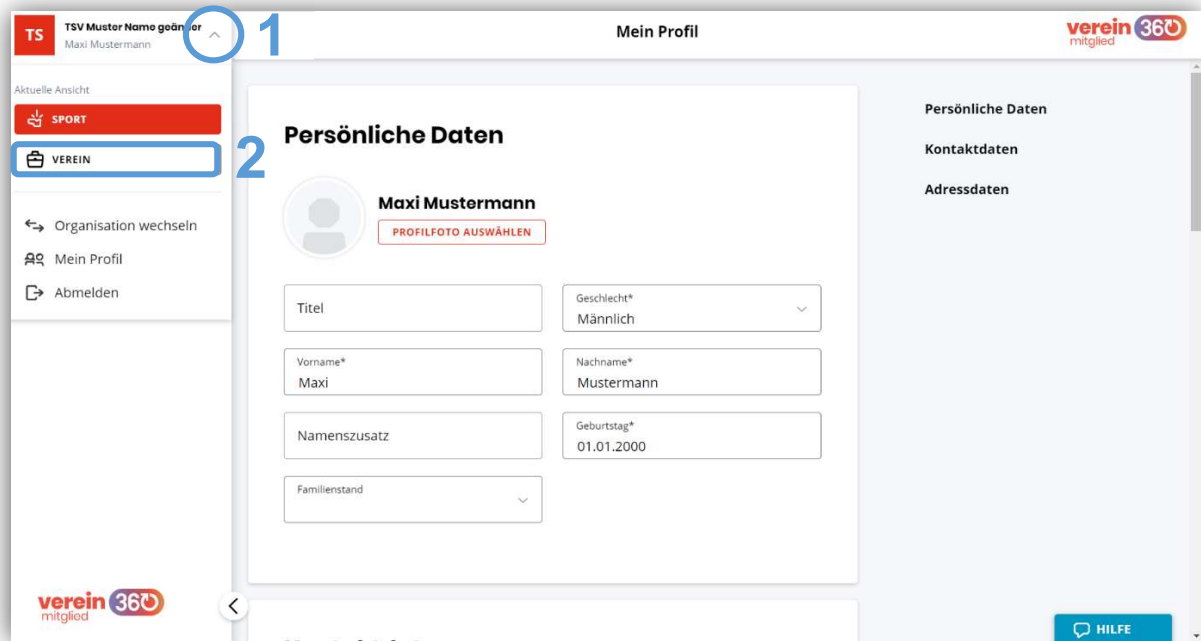 TS
TSV Muster Name geändert
Maxi Mustermann
1
Mein Profil
verein 360
mitglied
Aktuelle Ansicht
SPORT
VEREIN
2
Organisation wechseln
Mein Profil
Abmelden
Persönliche Daten
Maxi Mustermann
PROFILFOTO AUSWÄHLEN
Titel
Geschlecht*
Männlich
Vorname*
Maxi
Nachname*
Mustermann
Namenszusatz
Geburtstag*
01.01.2000
Familienstand
Persönliche Daten
Kontaktdaten
Adressdaten
verein 360
mitglied
HILFE